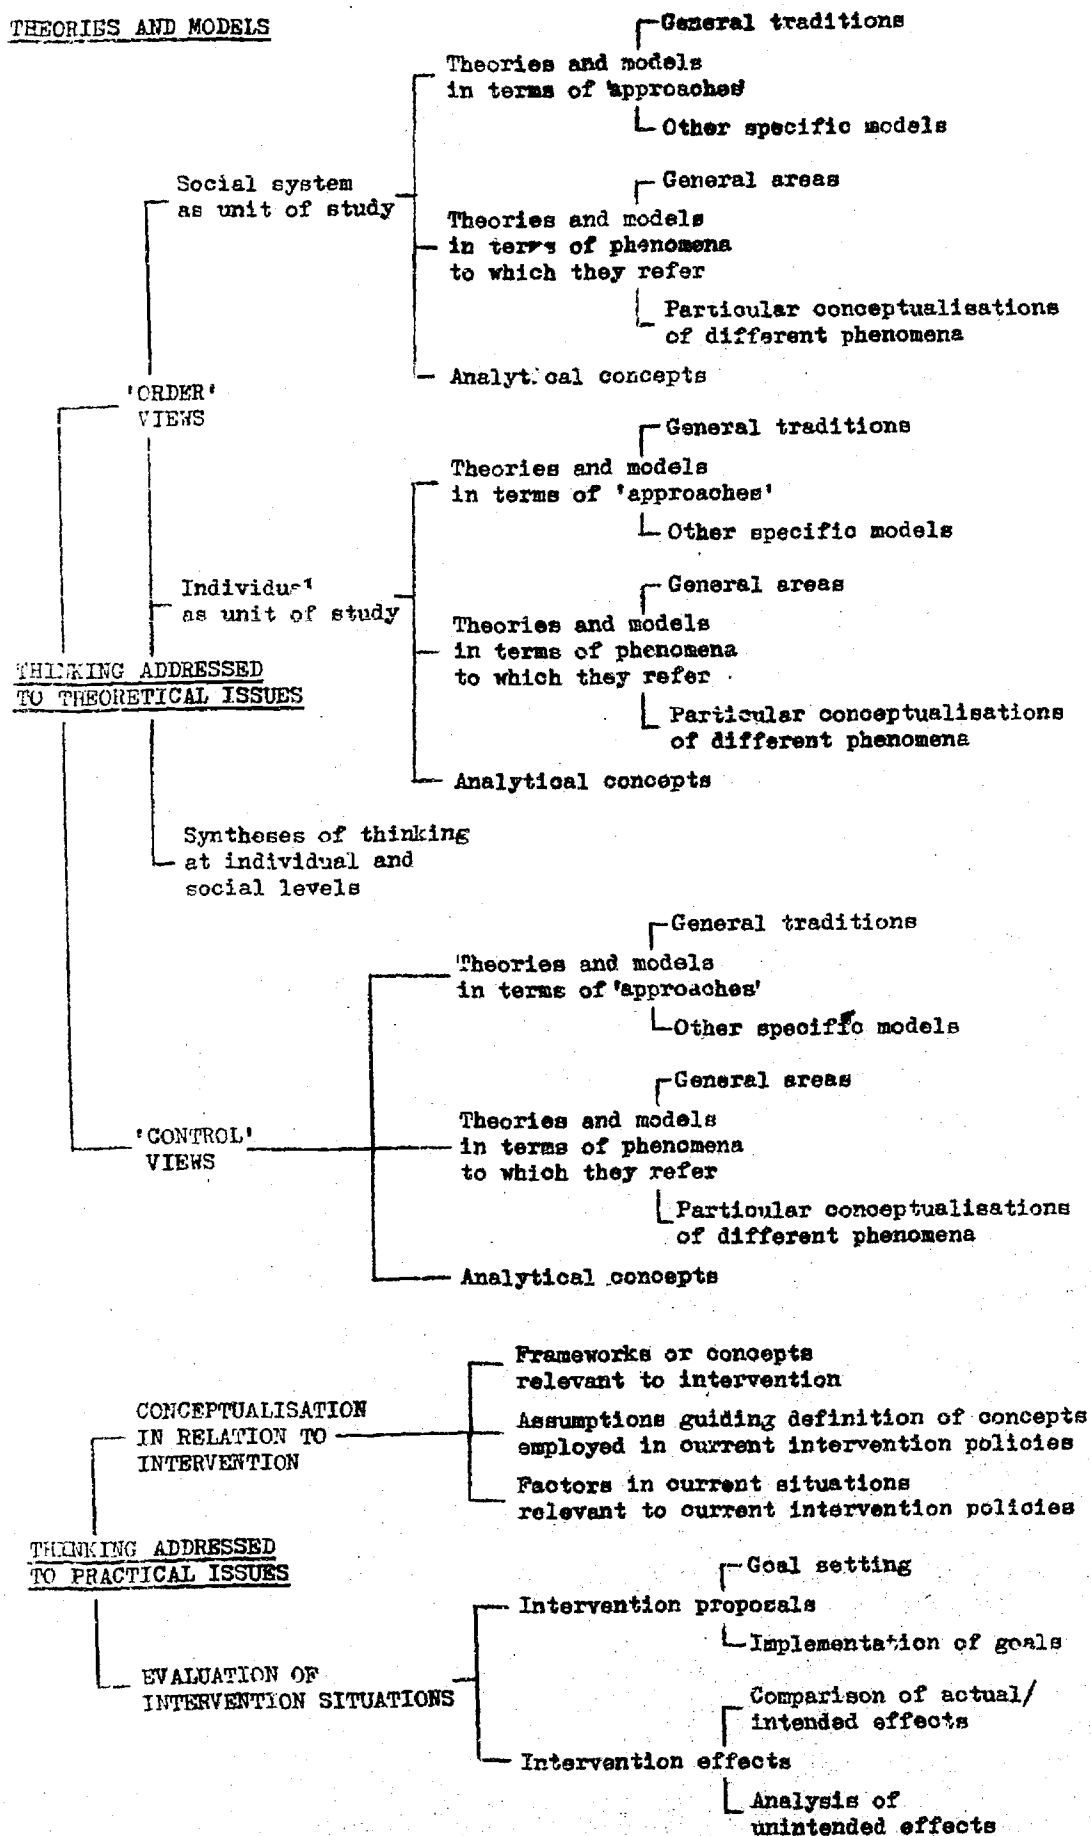 THEORIES AND MODELS
General traditions
Theories and models
in terms of 'approaches'
Other specific models
Social system
as unit of study
General areas
Theories and models
in terms of phenomena
to which they refer
Particular conceptualisations
of different phenomena
Analytical concepts
'ORDER'
VIEWS
General traditions
Theories and models
in terms of 'approaches'
Other specific models
Individual
as unit of study
General areas
Theories and models
in terms of phenomena
to which they refer
Particular conceptualisations
of different phenomena
Analytical concepts
THINKING ADDRESSED
TO THEORETICAL ISSUES
Syntheses of thinking
at individual and
social levels
General traditions
Theories and models
in terms of 'approaches'
Other specific models
General areas
Theories and models
in terms of phenomena
to which they refer
Particular conceptualisations
of different phenomena
'CONTROL'
VIEWS
Analytical concepts
Frameworks or concepts
relevant to intervention
CONCEPTUALISATION
IN RELATION TO
INTERVENTION
Assumptions guiding definition of concepts
employed in current intervention policies
Factors in current situations
relevant to current intervention policies
THINKING ADDRESSED
TO PRACTICAL ISSUES
Goal setting
Intervention proposals
Implementation of goals
EVALUATION OF
INTERVENTION SITUATIONS
Comparison of actual/
intended effects
Intervention effects
Analysis of
unintended effects